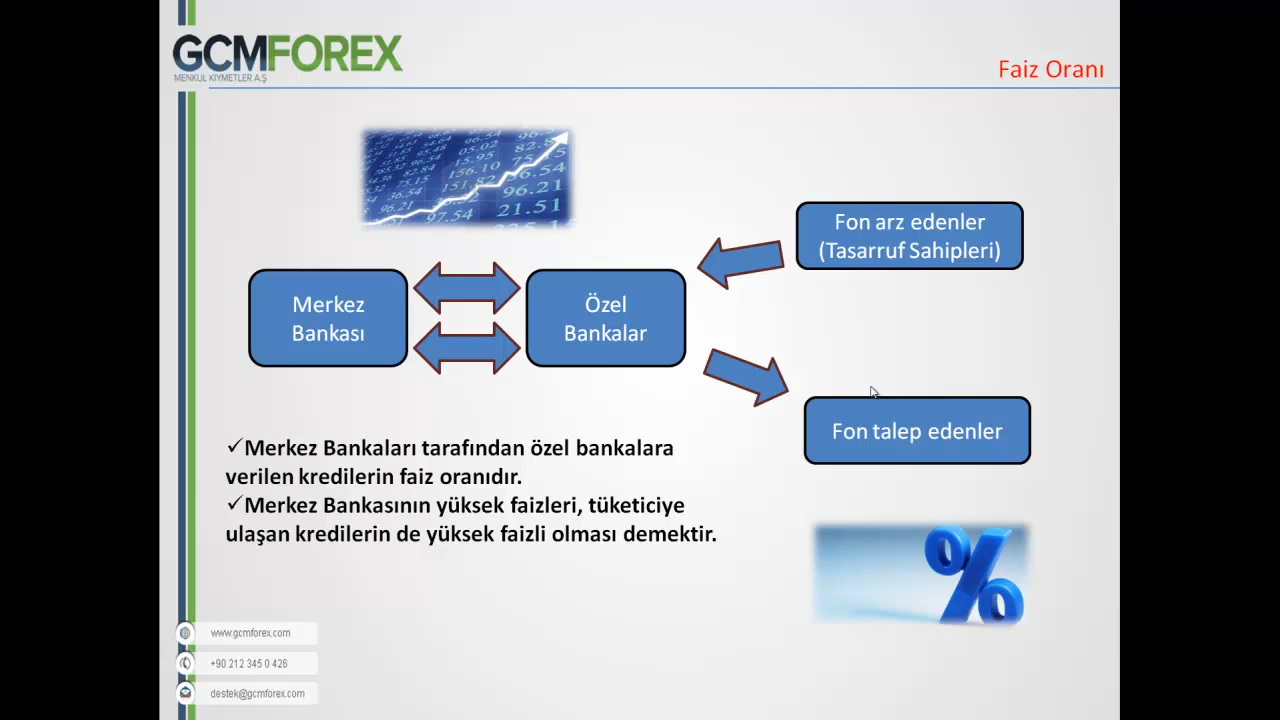 GCMFOREX
MENKUL KIYMETLER A.Ş
Faiz Oranı
Fon arz edenler
(Tasarruf Sahipleri)
Merkez
Bankası
Özel
Bankalar
Fon talep edenler
✓Merkez Bankaları tarafından özel bankalara
verilen kredilerin faiz oranıdır.
✓Merkez Bankasının yüksek faizleri, tüketiciye
ulaşan kredilerin de yüksek faizli olması demektir.
%
www.gcmforex.com
+90 212 345 0 426
destek@gcmforex.com